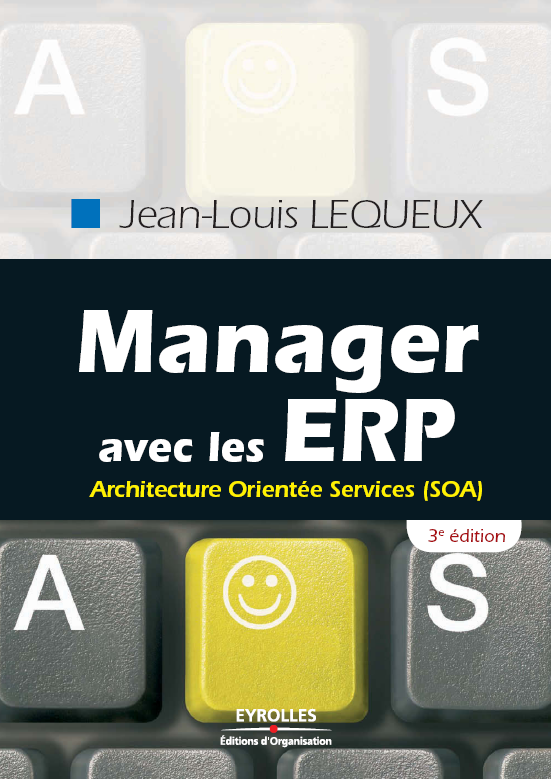 A S
Jean-Louis LEQUEUX
Manager
avec les ERP
Architecture Orientée Services (SOA)
3e édition
A S
EYROLLES
Éditions d'Organisation